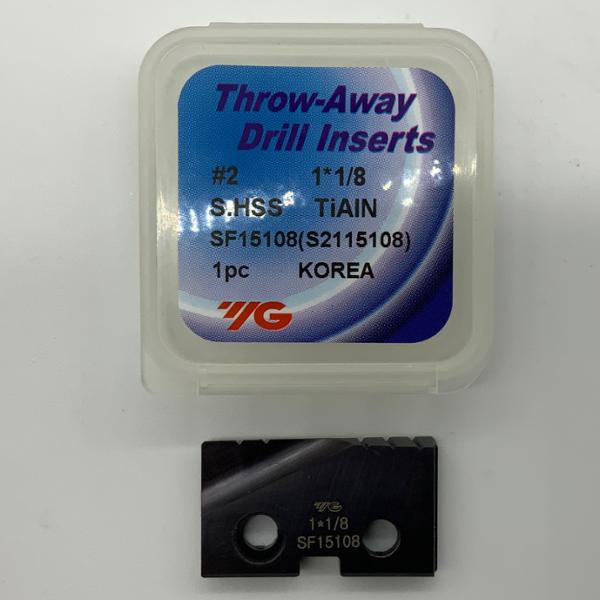 Throw-Away
Drill Inserts
#2 1*1/8
S.HSS TiAlN
SF15108(S2115108)
1pc KOREA
YG
YG
1*1/8
SF15108